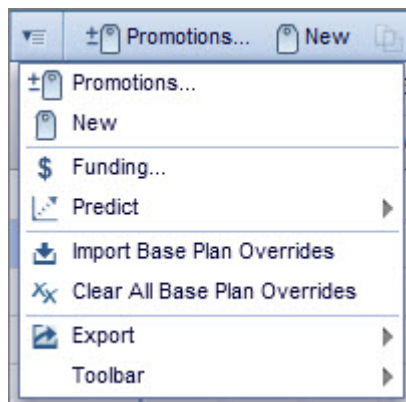 Promotions... New
Promotions...
New
$ Funding...
Predict
Import Base Plan Overrides
Clear All Base Plan Overrides
Export
Toolbar